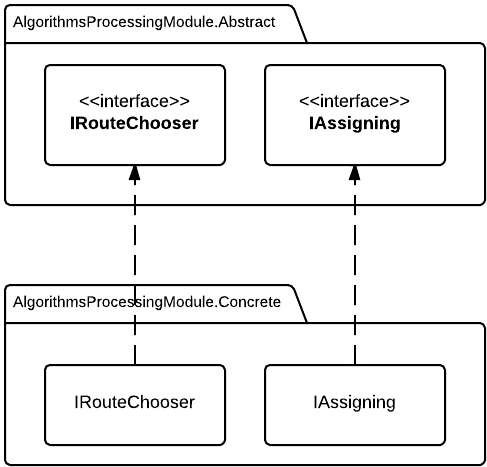 AlgorithmsProcessingModule.Abstract
<<interface>>
IRouteChooser
<<interface>>
IAssigning
AlgorithmsProcessingModule.Concrete
IRouteChooser
IAssigning